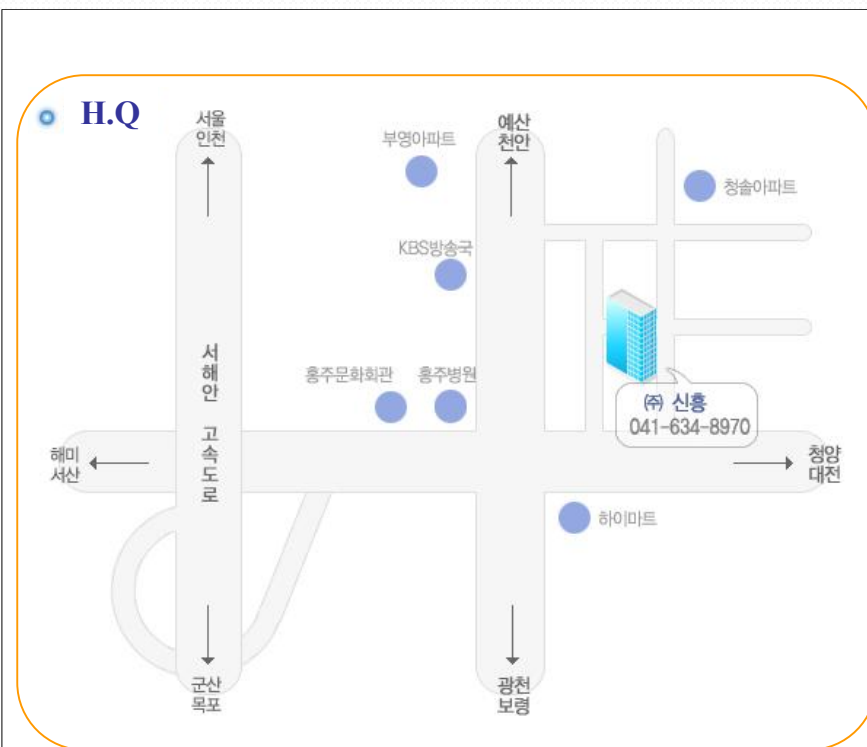 H.Q
서울
인천
부영아파트
예산
천안
청솔아파트
KBS방송국
서해안 고속도로
홍주문화회관
홍주병원
㈜ 신흥
041-634-8970
해미
서산
청양
대전
하이마트
군산
목포
광천
보령